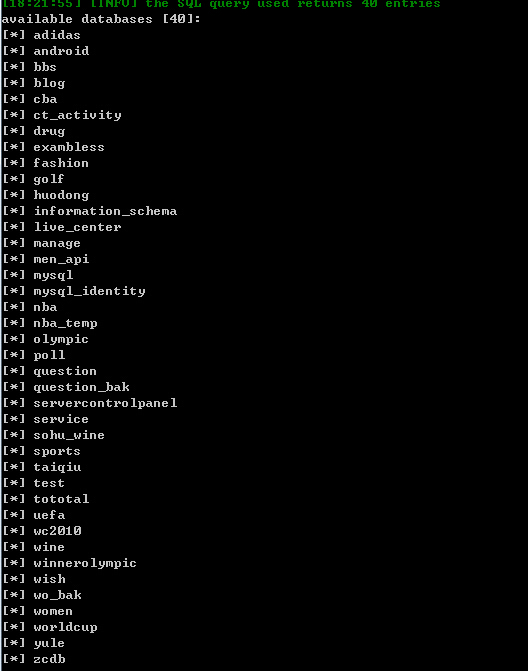 [18:21:55] [INFO] the SQL query used returns 40 entries
available databases [40]:
[*] adidas
[*] android
[*] bbs
[*] blog
[*] cba
[*] ct_activity
[*] drug
[*] exambless
[*] fashion
[*] golf
[*] huodong
[*] information_schema
[*] live_center
[*] manage
[*] men_api
[*] mysql
[*] mysql_identity
[*] nba
[*] nba_temp
[*] olympic
[*] poll
[*] question
[*] question_bak
[*] servercontrolpanel
[*] service
[*] sohu_wine
[*] sports
[*] taiqiu
[*] test
[*] tototal
[*] uefa
[*] wc2010
[*] wine
[*] winnerolympic
[*] wish
[*] wo_bak
[*] women
[*] worldcup
[*] yule
[*] zcdb